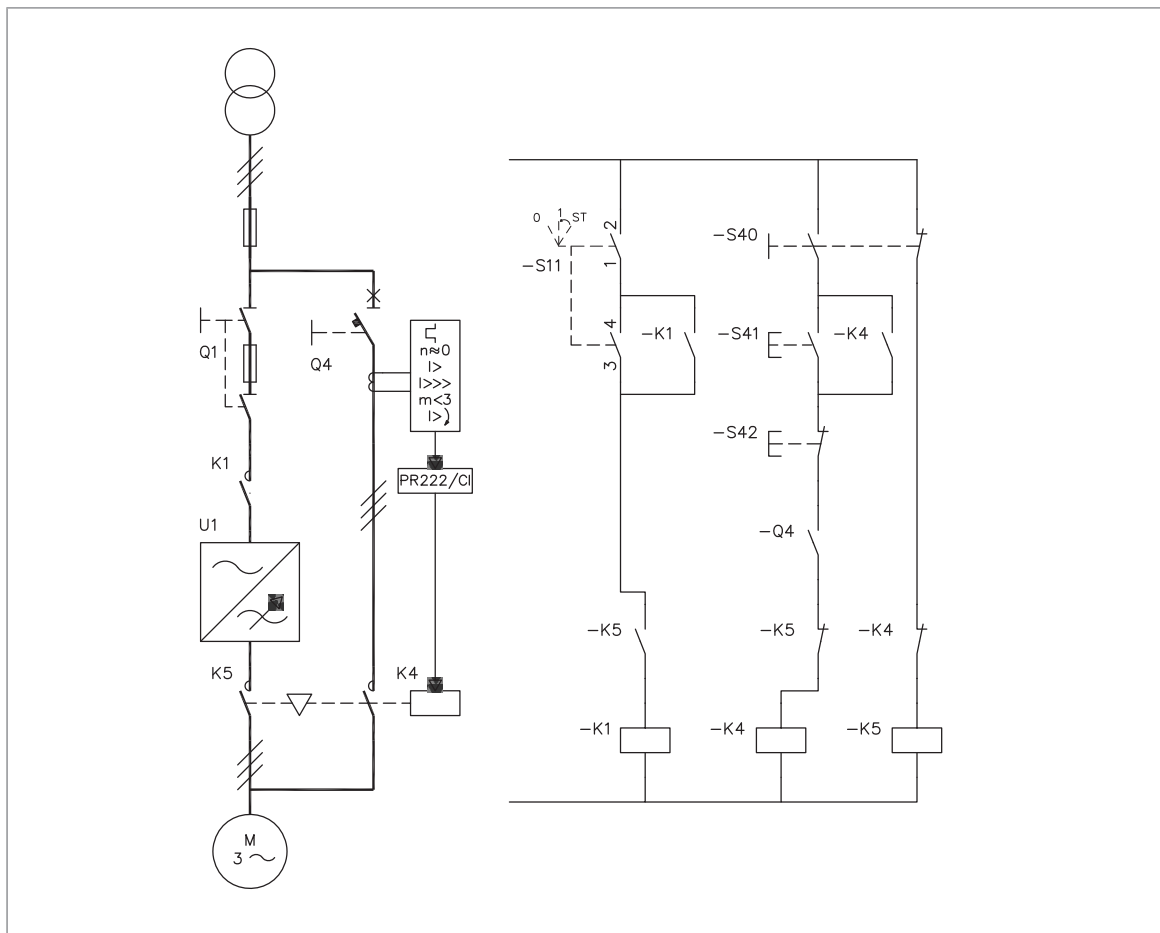 Q1
Q4
n≈0
I>
I>>>
m<3
I>
K1
PR222/CI
U1
K5
K4
M
3
0
1
ST
2
-S11
1
4
3
-K1
-S40
-S41
-K4
-S42
-Q4
-K5
-K5
-K4
-K1
-K4
-K5